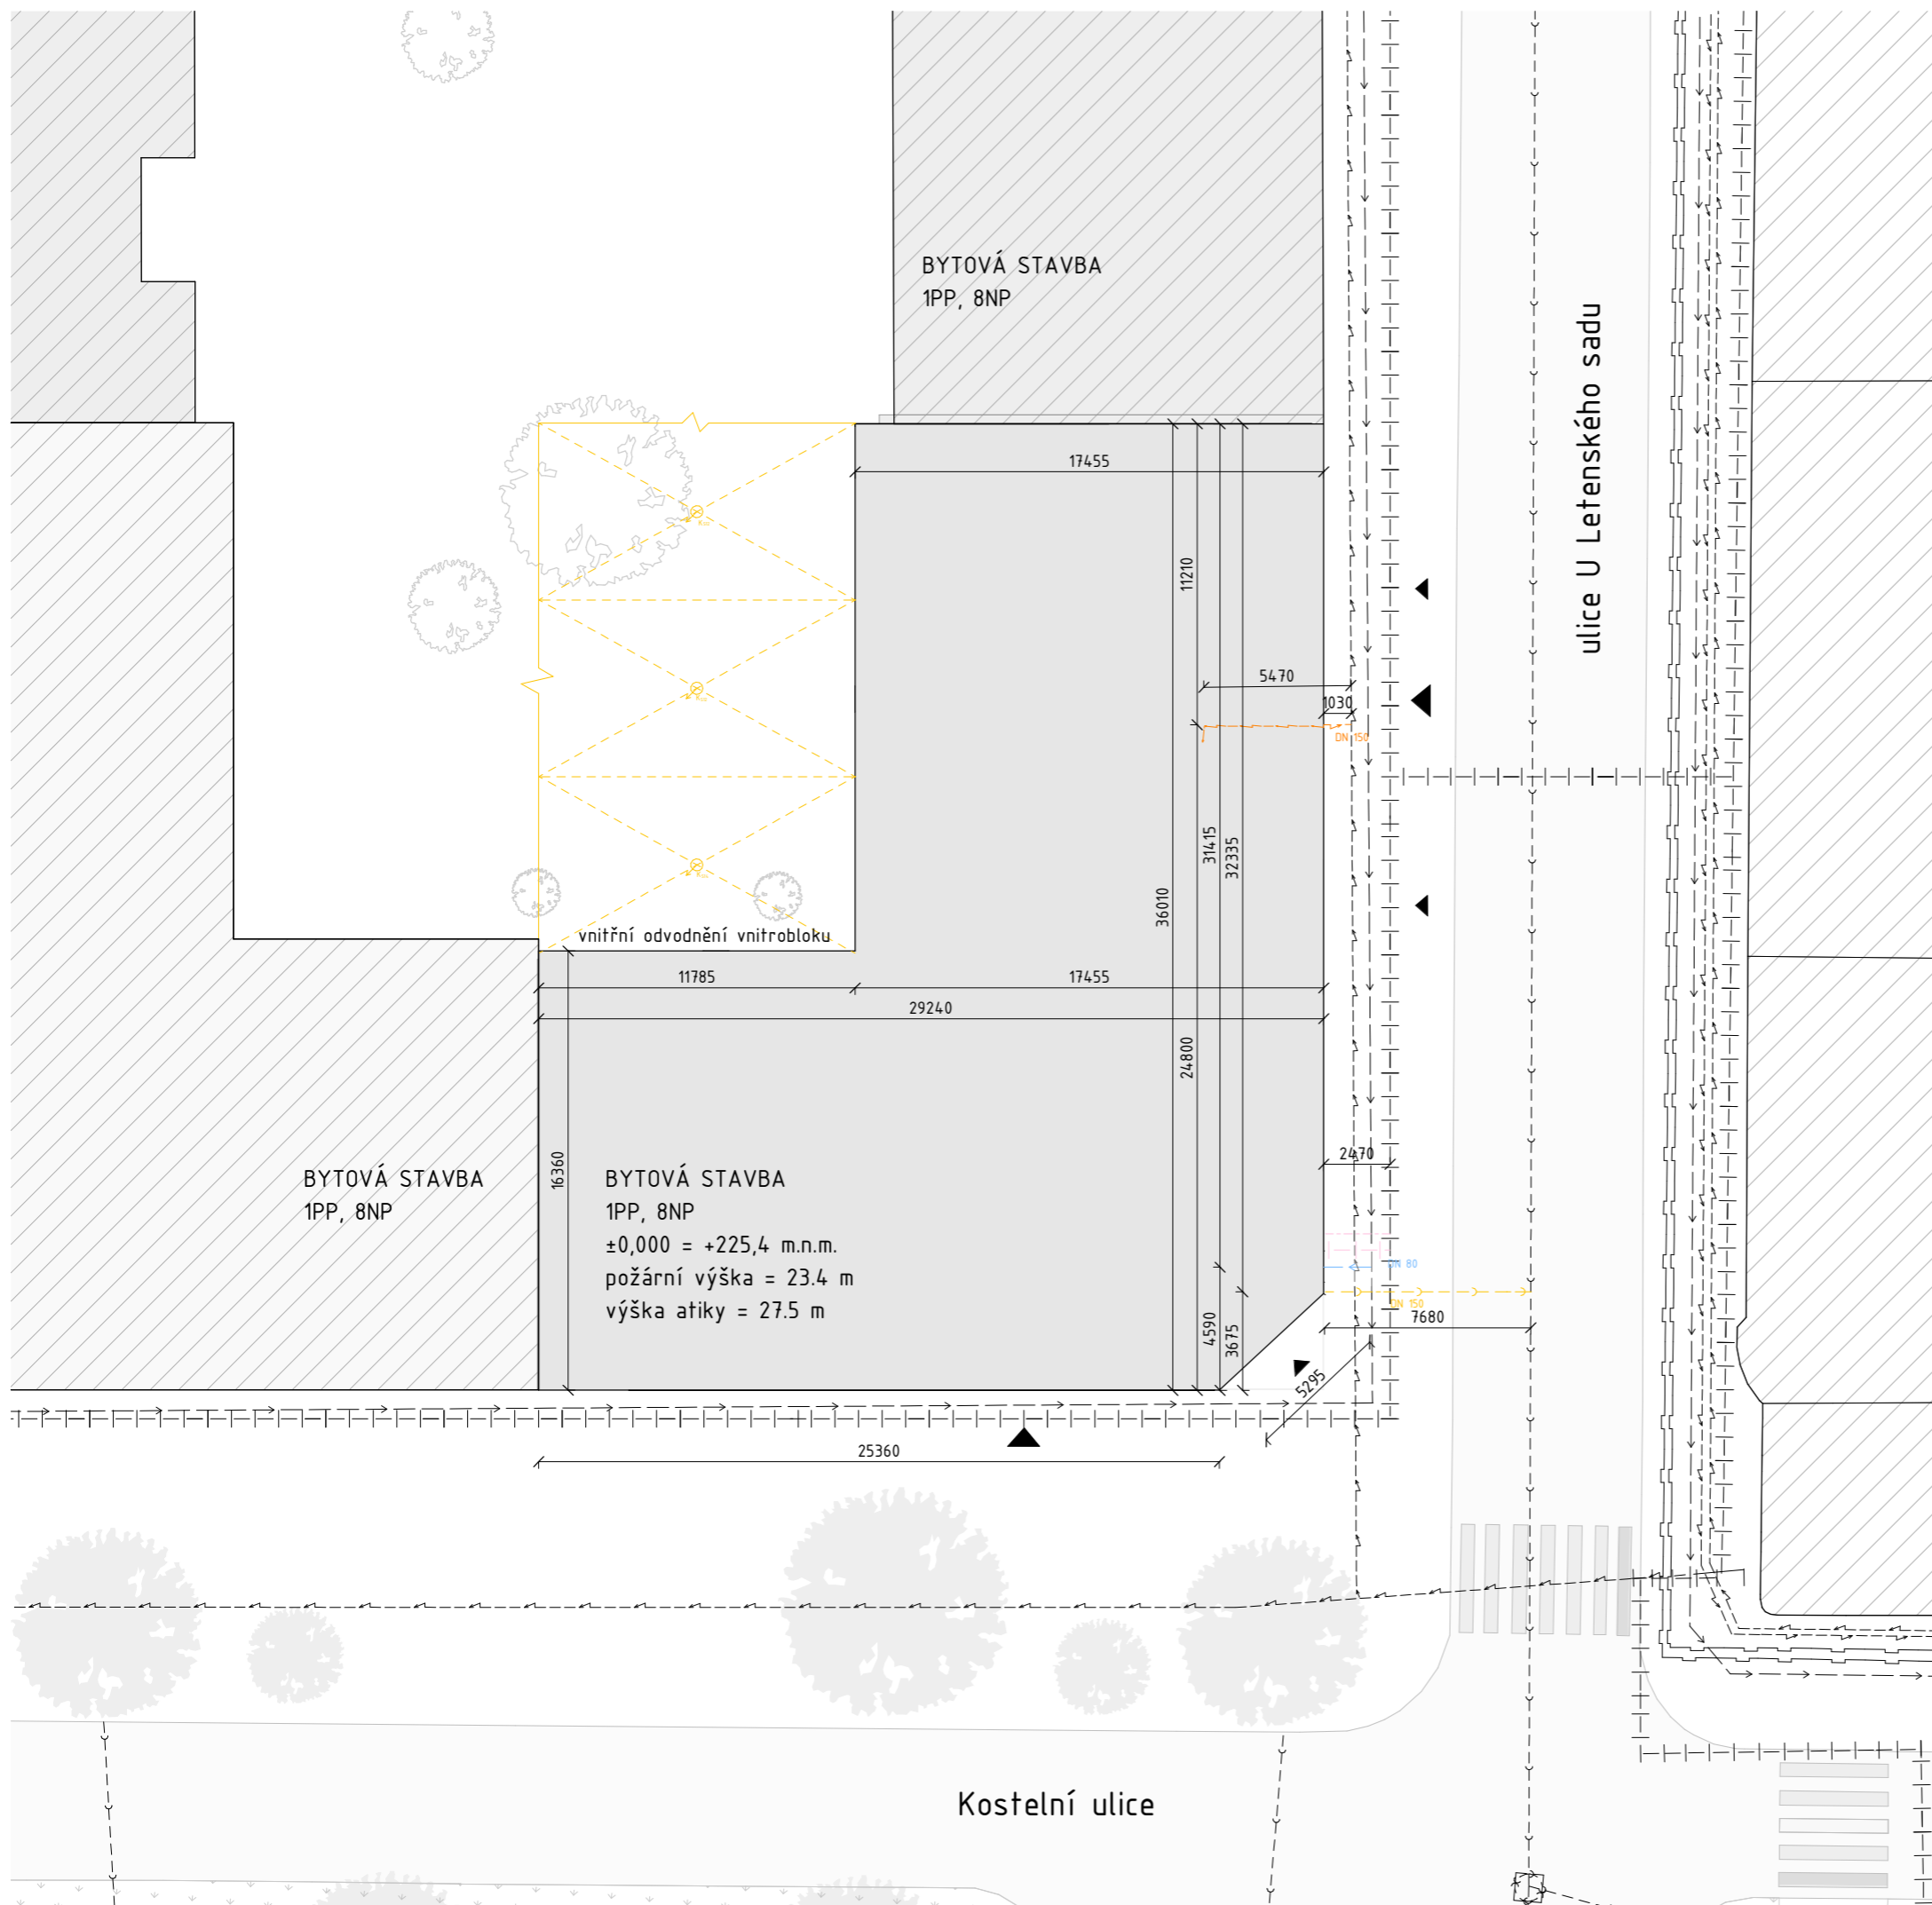 BYTOVÁ STAVBA
1PP, 8NP
ulice U Letenského sadu
17455
11210
5470
1030
DN 150
31415
32335
36010
vnitřní odvodnění vnitrobloku
11785
17455
29240
24800
16360
2470
BYTOVÁ STAVBA
1PP, 8NP
BYTOVÁ STAVBA
1PP, 8NP
±0,000 = +225,4 m.n.m.
požární výška = 23.4 m
výška atiky = 27.5 m
DN 80
DN 150
7680
4590
3675
5295
25360
Kostelní ulice